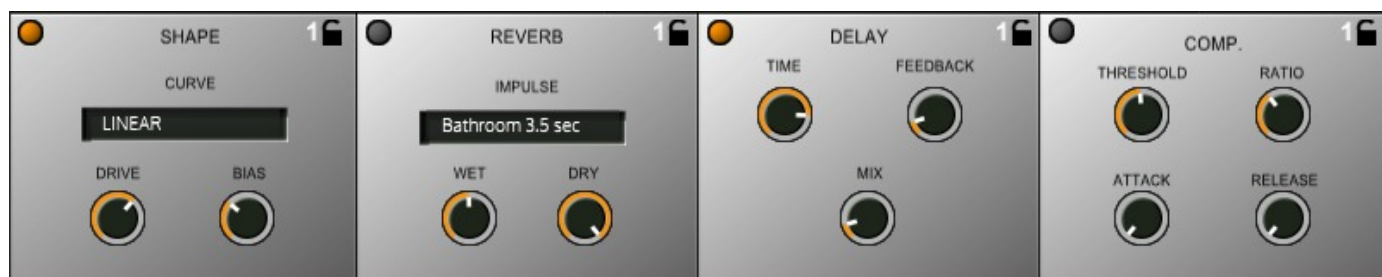 SHAPE 1
CURVE
LINEAR
DRIVE BIAS
REVERB 1
IMPULSE
Bathroom 3.5 sec
WET DRY
DELAY 1
TIME FEEDBACK
MIX
COMP. 1
THRESHOLD RATIO
ATTACK RELEASE